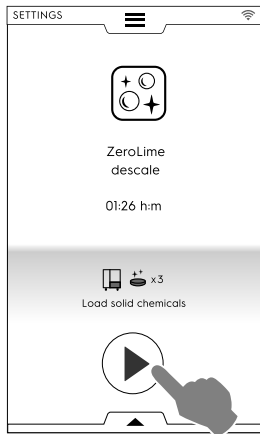 SETTINGS
ZeroLime
descale
01:26 h:m
x3
Load solid chemicals